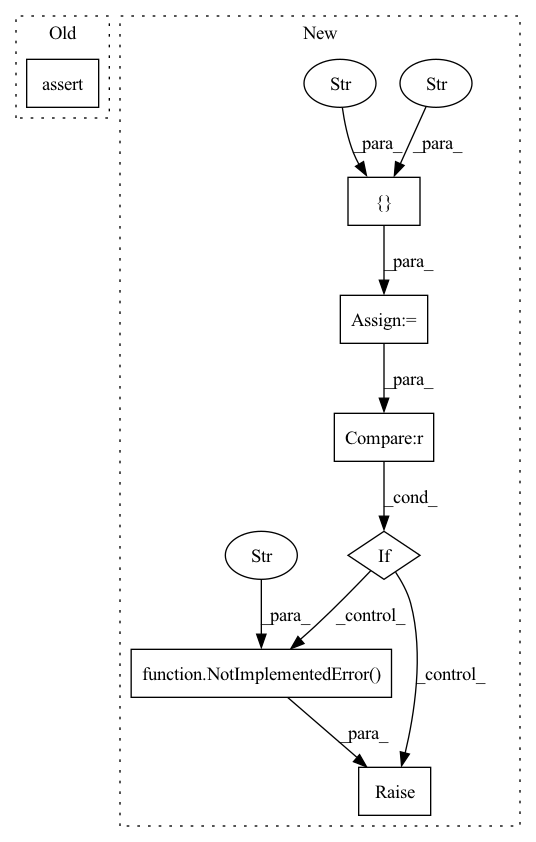 Old
New
assert
Str
Str
_para_
_para_
{}
_para_
Assign:=
_para_
Compare:r
_cond_
Str
If
_para_
_control_
function.NotImplementedError()
_control_
_para_
Raise